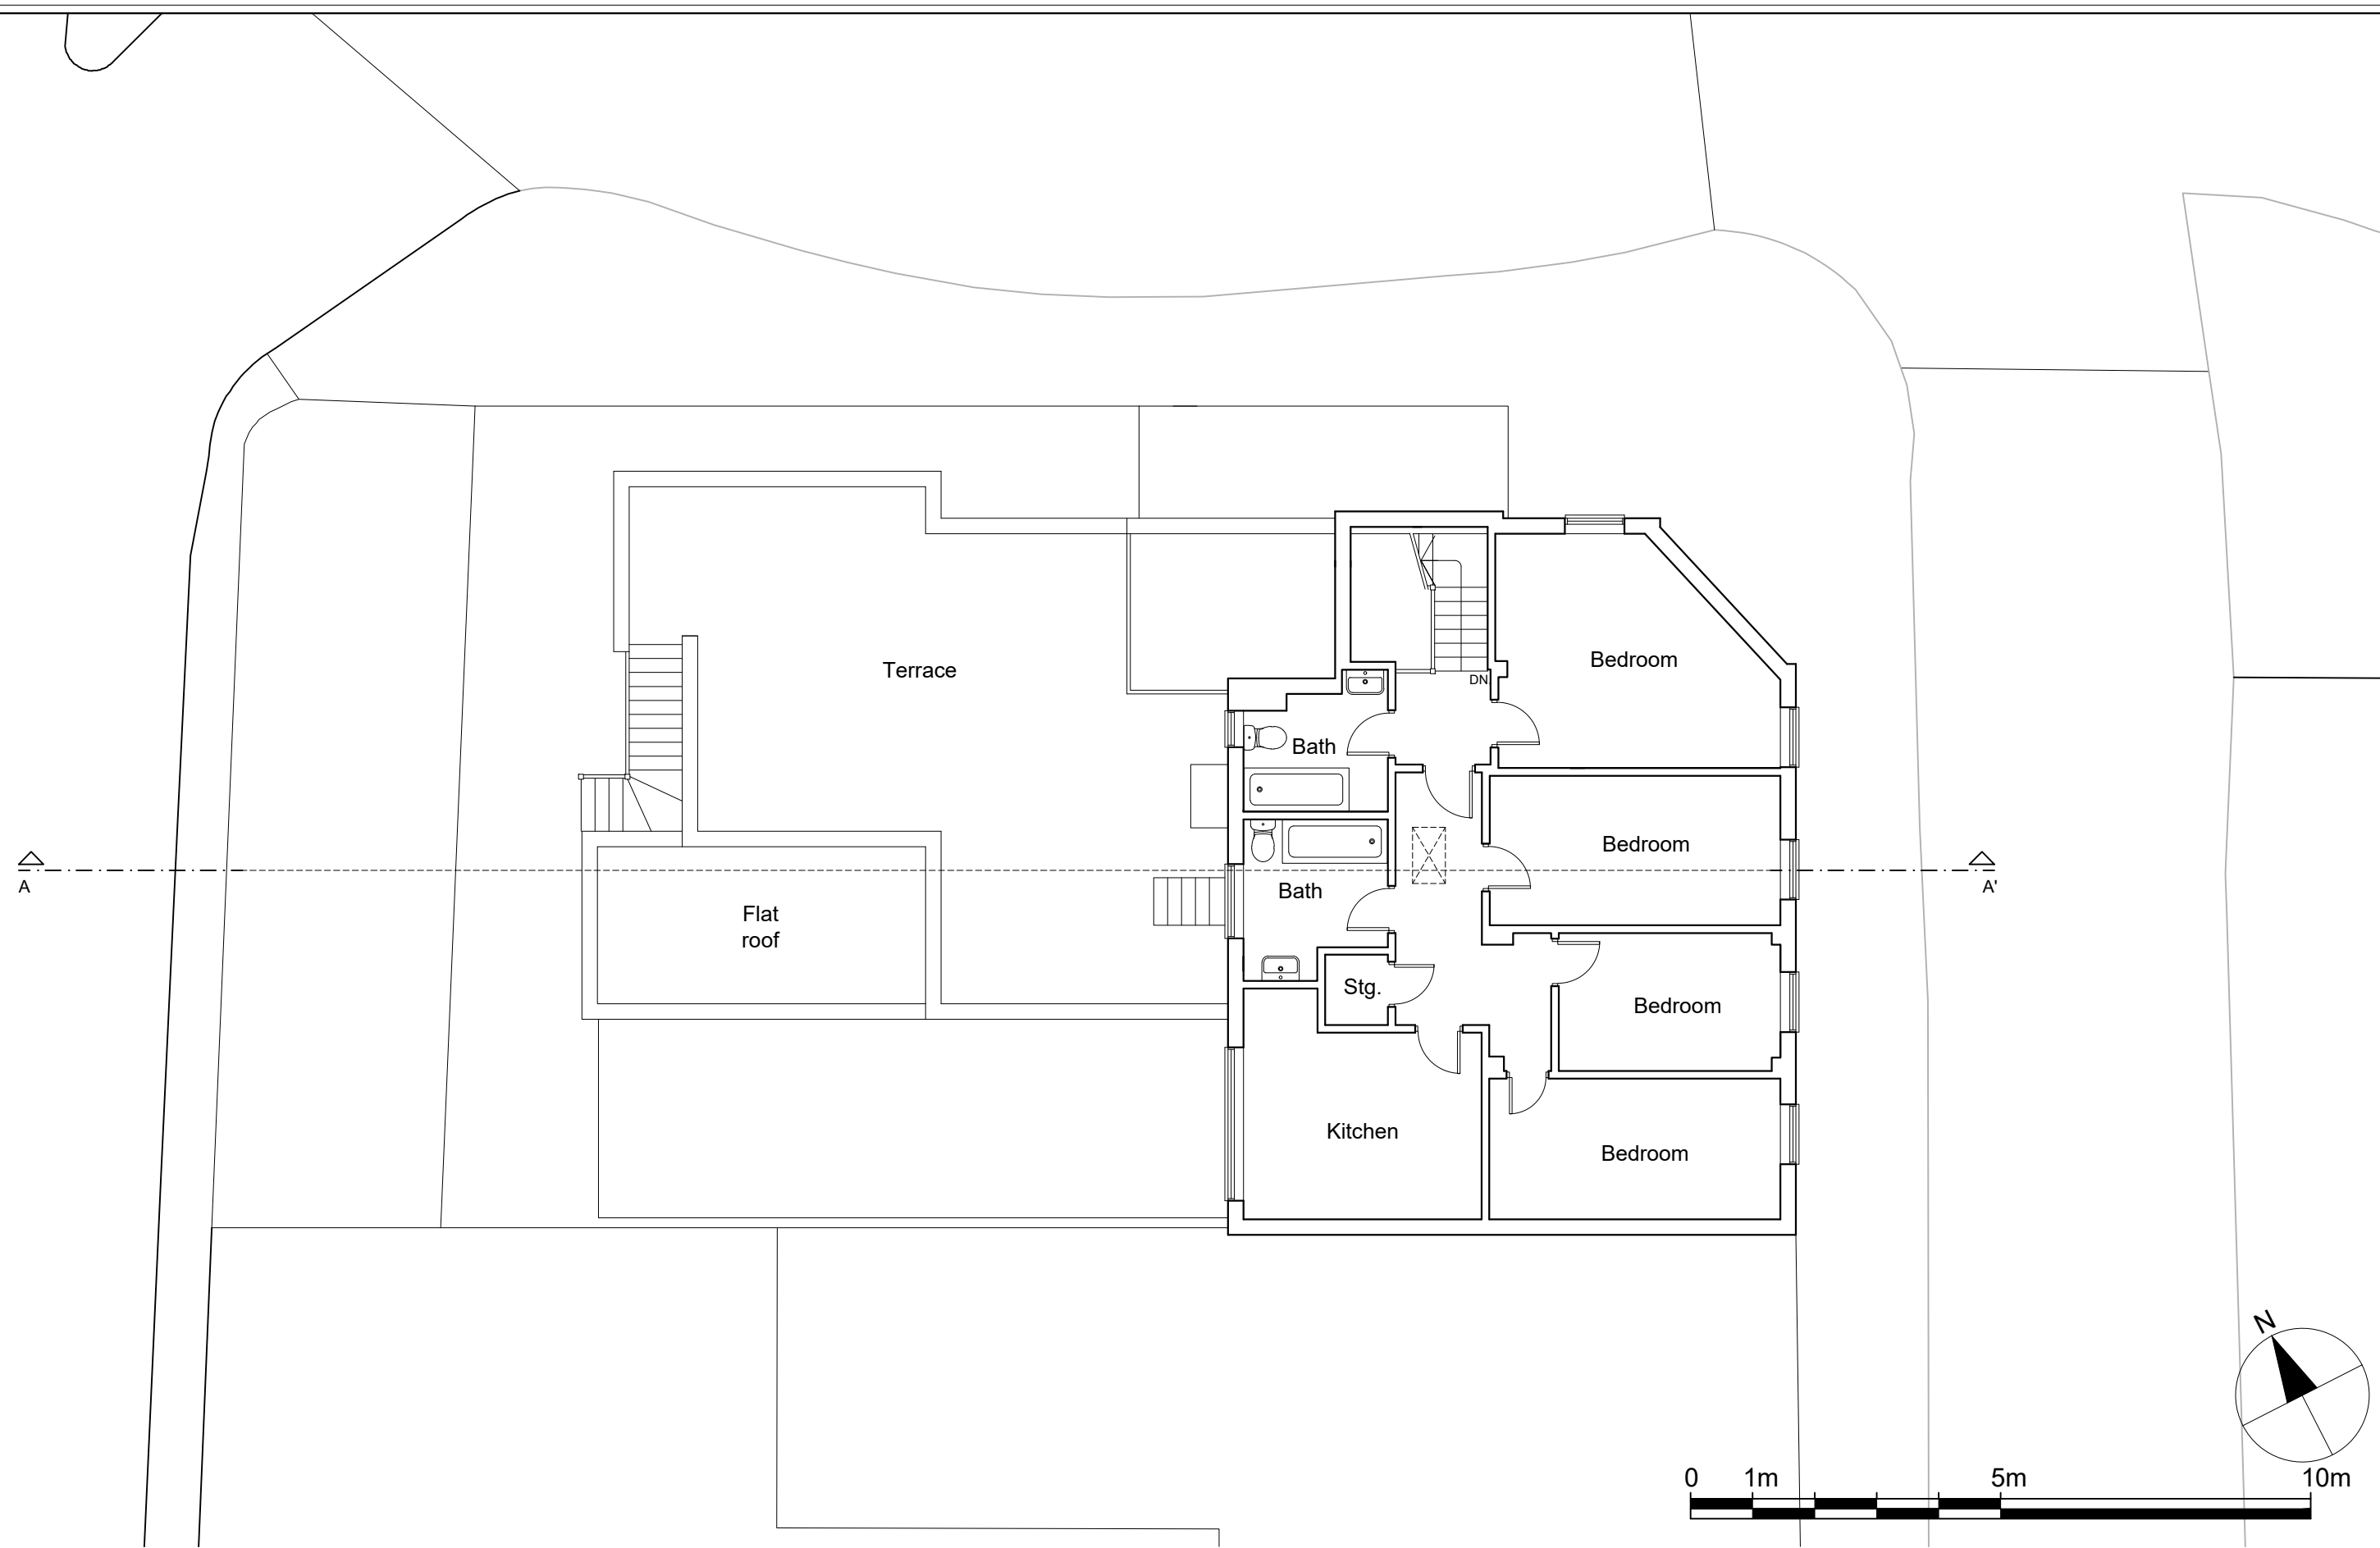 Bedroom
Terrace
DN
Bath
Bedroom
A
A'
Bath
Flat
roof
Stg.
Bedroom
Kitchen
Bedroom
N
0 1m 5m 10m